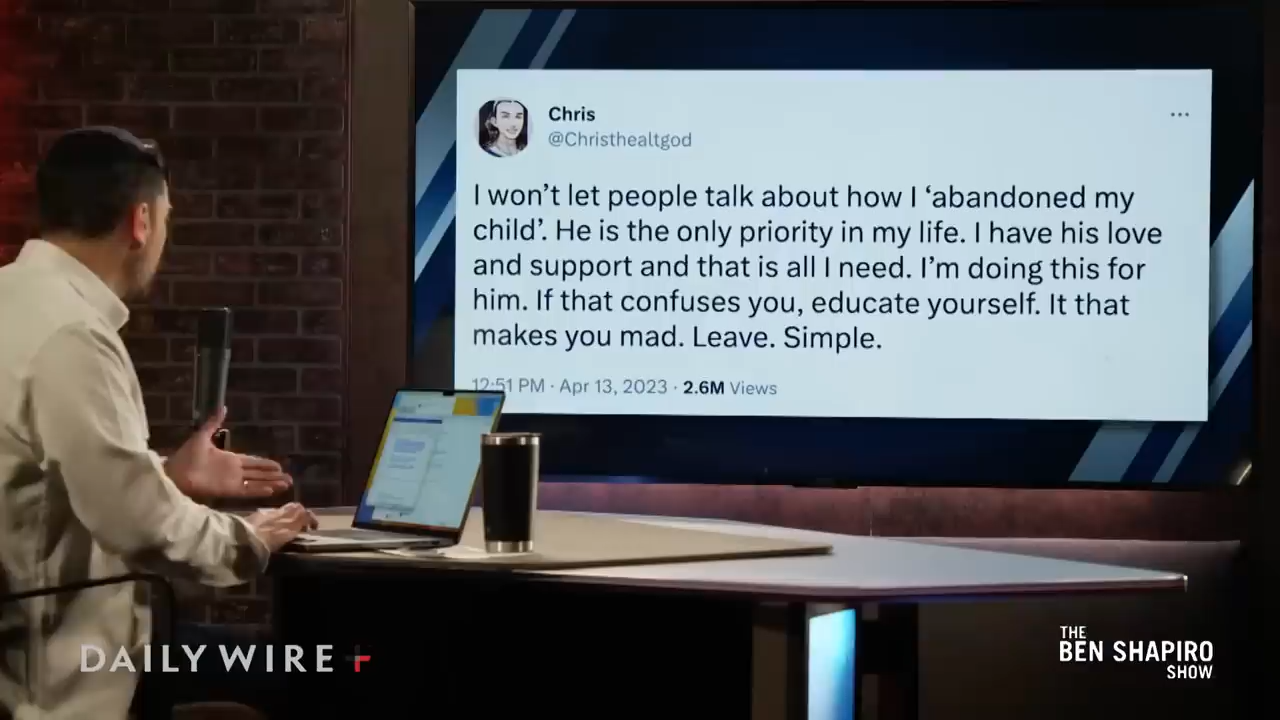 Chris
@Christhealtgod
I won’t let people talk about how I ‘abandoned my
child’. He is the only priority in my life. I have his love
and support and that is all I need. I’m doing this for
him. If that confuses you, educate yourself. It that
makes you mad. Leave. Simple.
12:51 PM · Apr 13, 2023 · 2.6M Views
DAILYWIRE+
THE
BEN SHAPIRO
SHOW